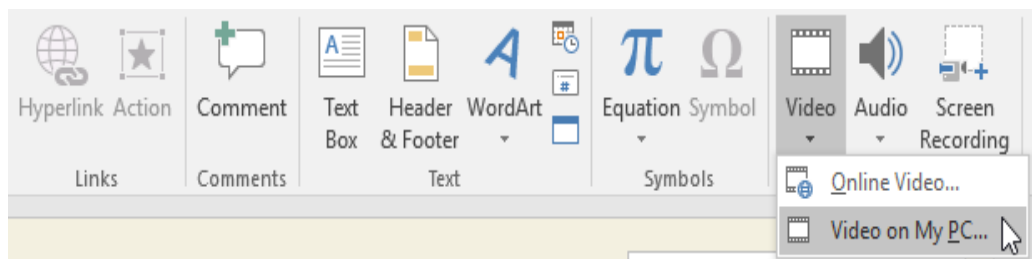 Hyperlink Action Comment Text Header WordArt Equation Symbol Video Audio Screen
Box & Footer Recording
Links Comments Text Symbols
Online Video...
Video on My PC...